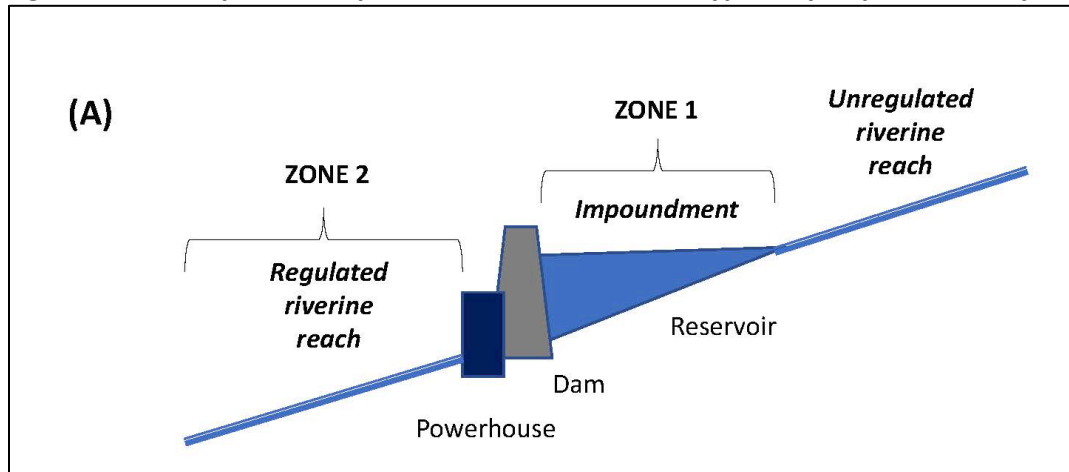 (A)
ZONE 2
Regulated
riverine
reach
ZONE 1
Impoundment
Unregulated
riverine
reach
Reservoir
Dam
Powerhouse